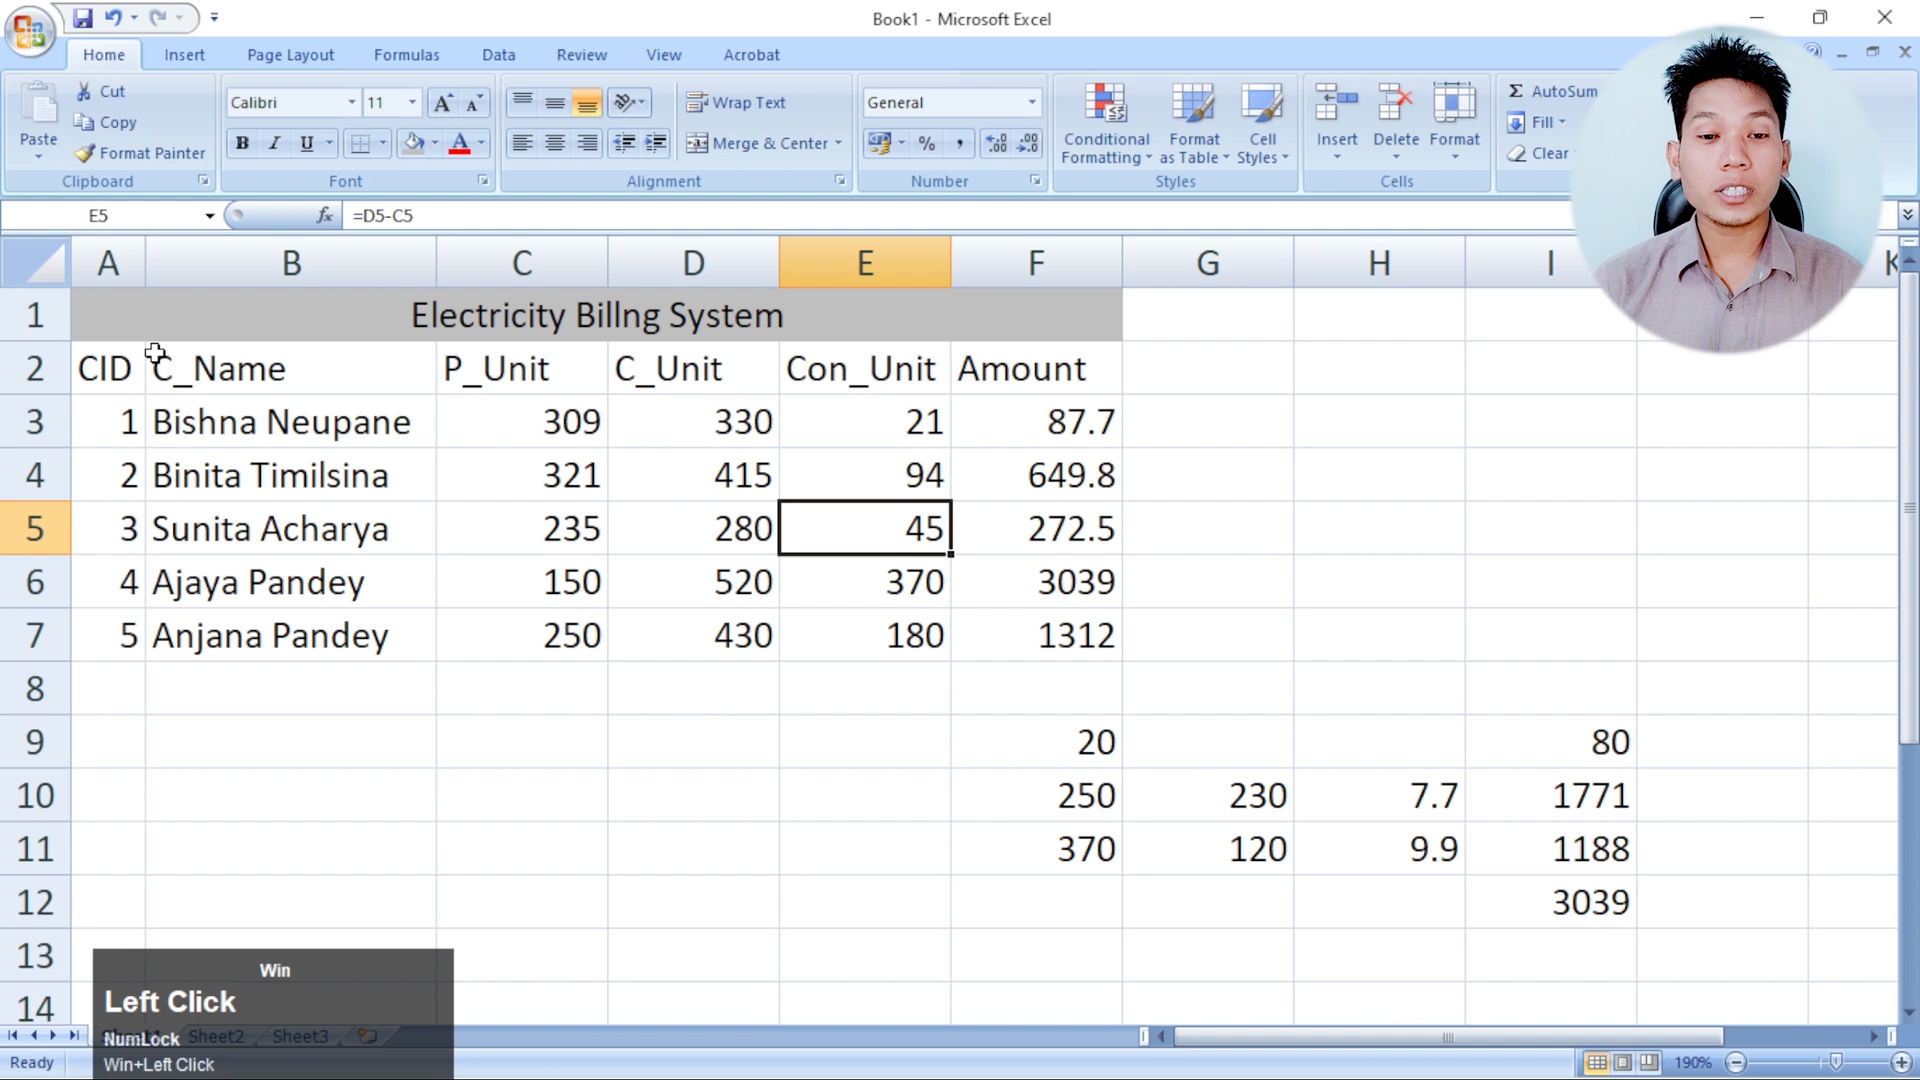 Book1 - Microsoft Excel
Home Insert Page Layout Formulas Data Review View Acrobat
Cut Calibri 11 Wrap Text General AutoSum
Paste Copy Conditional Format Cell Insert Delete Format Fill
Format Painter B I U Merge & Center % , Formatting as Table Styles Clear
Clipboard Font Alignment Number Styles Cells
E5 fx =D5-C5
A B C D E F G H I K
1 Electricity Billng System
2 CID C_Name P_Unit C_Unit Con_Unit Amount
3 1 Bishna Neupane 309 330 21 87.7
4 2 Binita Timilsina 321 415 94 649.8
5 3 Sunita Acharya 235 280 45 272.5
6 4 Ajaya Pandey 150 520 370 3039
7 5 Anjana Pandey 250 430 180 1312
8
9 20 80
10 250 230 7.7 1771
11 370 120 9.9 1188
12 3039
13
14
Win
Left Click
NumLock
Win+Left Click
Sheet2 Sheet3
Ready 190%